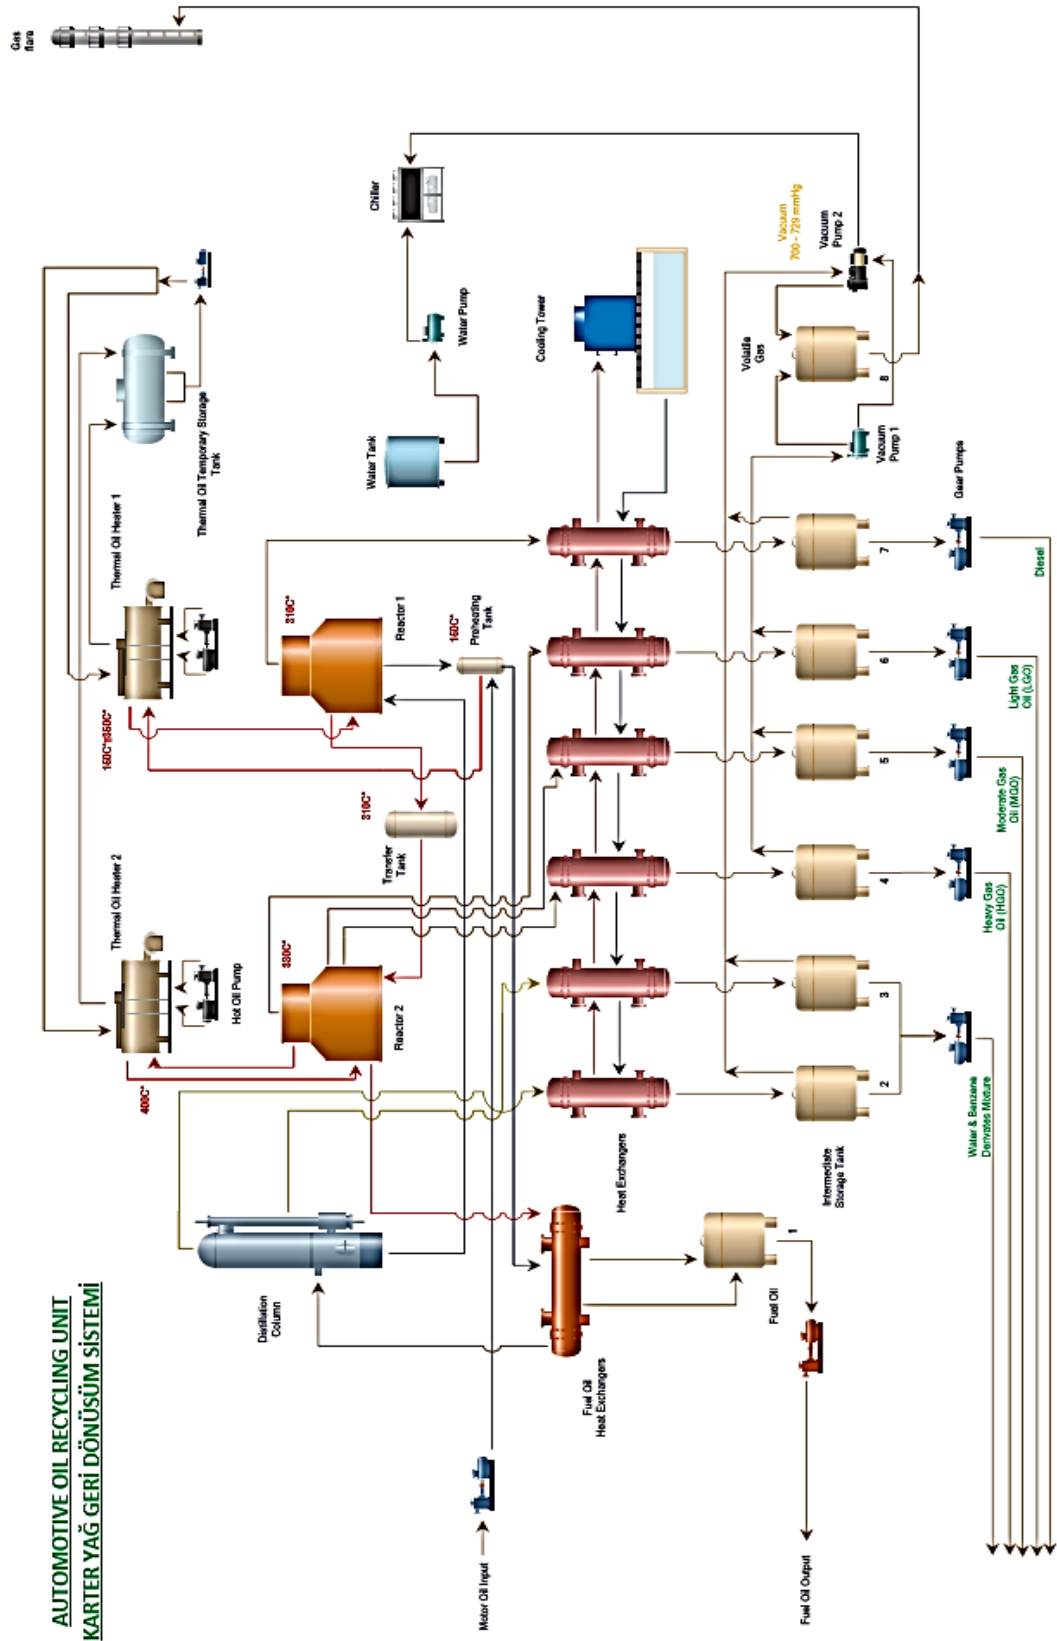 Gas
flare
AUTOMOTIVE OIL RECYCLING UNIT
KARTER YAĞ GERİ DÖNÜSÜM SİSTEMİ
Thermal Oil Heater 2
Thermal Oil Heater 1
400C°
Hot Oil Pump
Thermal Oil Temporary Storage
Tank
Distillation
Column
330C°
310C°
Reactor 2
Reactor 1
310C°
Transfer
Tank
150C°
Preheating
Tank
Water Tank
Water Pump
Chiller
Motor Oil Input
Cooling Tower
Fuel Oil
Heat Exchangers
Heat Exchangers
Fuel Oil
1
Intermediate
Storage Tank
Volatile
Gas
Vacuum
700 - 729 mmHg
Vacuum
Pump 2
Vacuum
Pump 1
2
3
4
5
6
7
8
Fuel Oil Output
Gear Pumps
Water & Benzene
Derivates Mixture
Heavy Gas
Oil (HGO)
Moderate Gas
Oil (MGO)
Light Gas
Oil (LGO)
Diesel